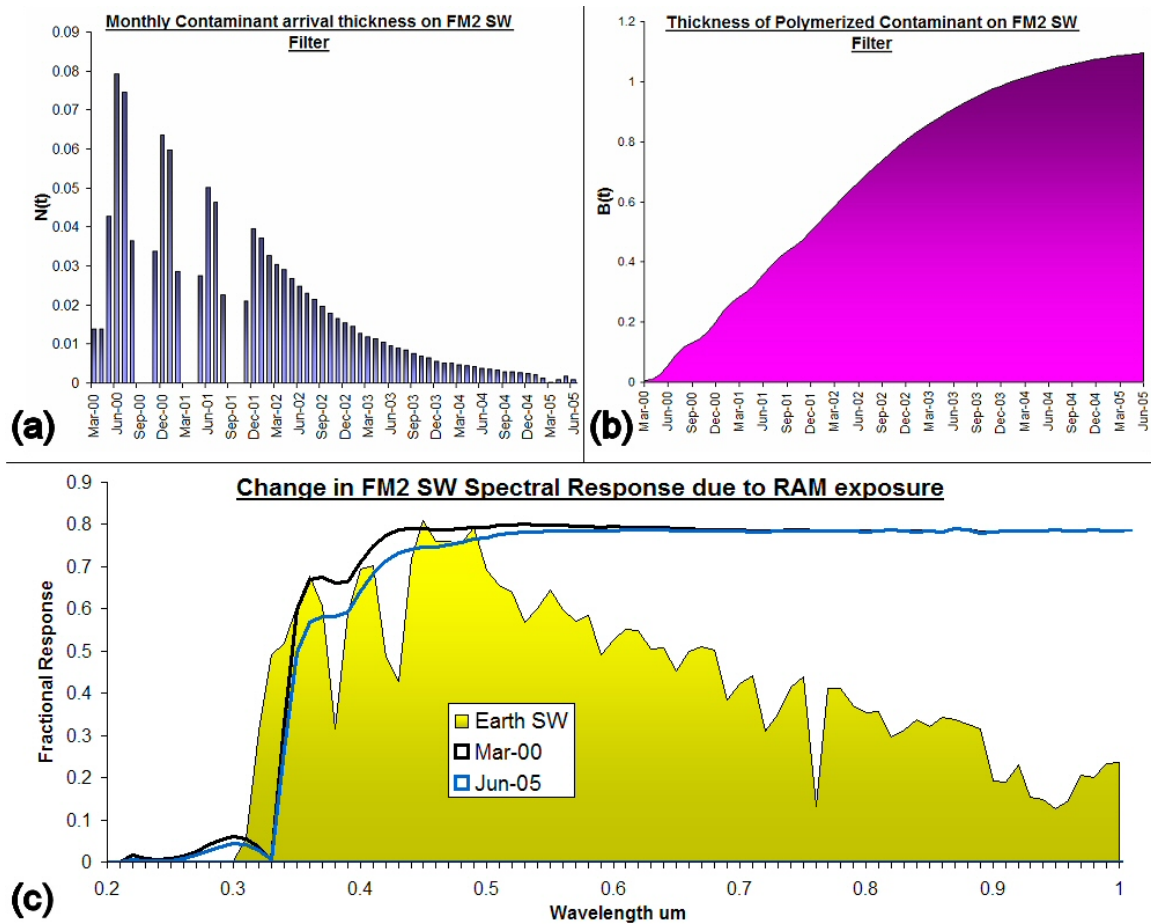 Monthly Contaminant arrival thickness on FM2 SW
Filter
0.09
0.08
0.07
0.06
0.05
0.04
0.03
0.02
0.01
0
N(t)
Mar-00
Jun-00
Sep-00
Dec-00
Mar-01
Jun-01
Sep-01
Dec-01
Mar-02
Jun-02
Sep-02
Dec-02
Mar-03
Jun-03
Sep-03
Dec-03
Mar-04
Jun-04
Sep-04
Dec-04
Mar-05
Jun-05
(a)
Thickness of Polymerized Contaminant on FM2 SW
Filter
1.2
1
0.8
0.6
0.4
0.2
0
B(t)
Mar-00
Jun-00
Sep-00
Dec-00
Mar-01
Jun-01
Sep-01
Dec-01
Mar-02
Jun-02
Sep-02
Dec-02
Mar-03
Jun-03
Sep-03
Dec-03
Mar-04
Jun-04
Sep-04
Dec-04
Mar-05
Jun-05
(b)
Change in FM2 SW Spectral Response due to RAM exposure
0.9
0.8
0.7
0.6
0.5
0.4
0.3
0.2
0.1
0
Fractional Response
Earth SW
Mar-00
Jun-05
0.2
0.3
0.4
0.5
0.6
0.7
0.8
0.9
1
Wavelength um
(c)